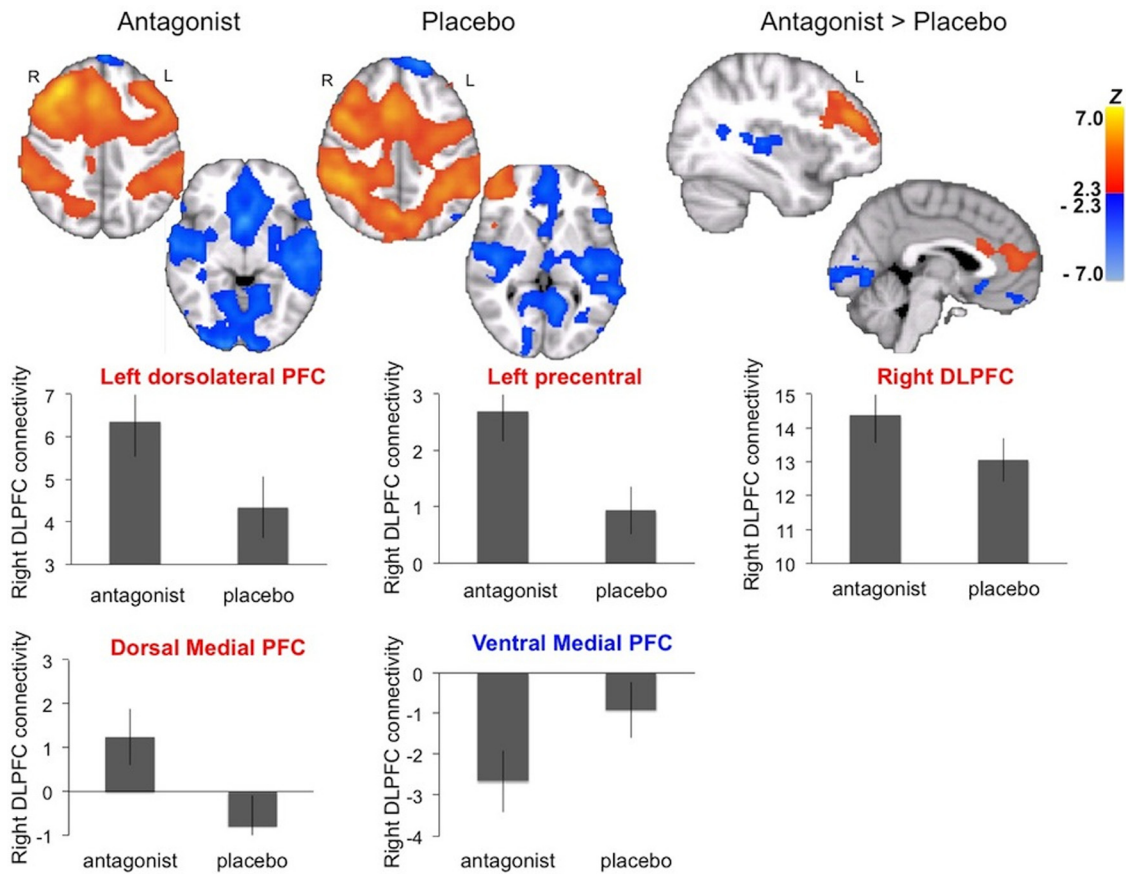 Antagonist
Placebo
Antagonist > Placebo
R
L
R
L
L
Z
7.0
2.3
- 2.3
- 7.0
Left dorsolateral PFC
Right DLPFC connectivity
7
6
5
4
3
antagonist
placebo
Left precentral
Right DLPFC connectivity
3
2
1
0
antagonist
placebo
Right DLPFC
Right DLPFC connectivity
15
14
13
12
11
10
antagonist
placebo
Dorsal Medial PFC
Right DLPFC connectivity
3
2
1
0
-1
antagonist
placebo
Ventral Medial PFC
Right DLPFC connectivity
0
-1
-2
-3
-4
antagonist
placebo